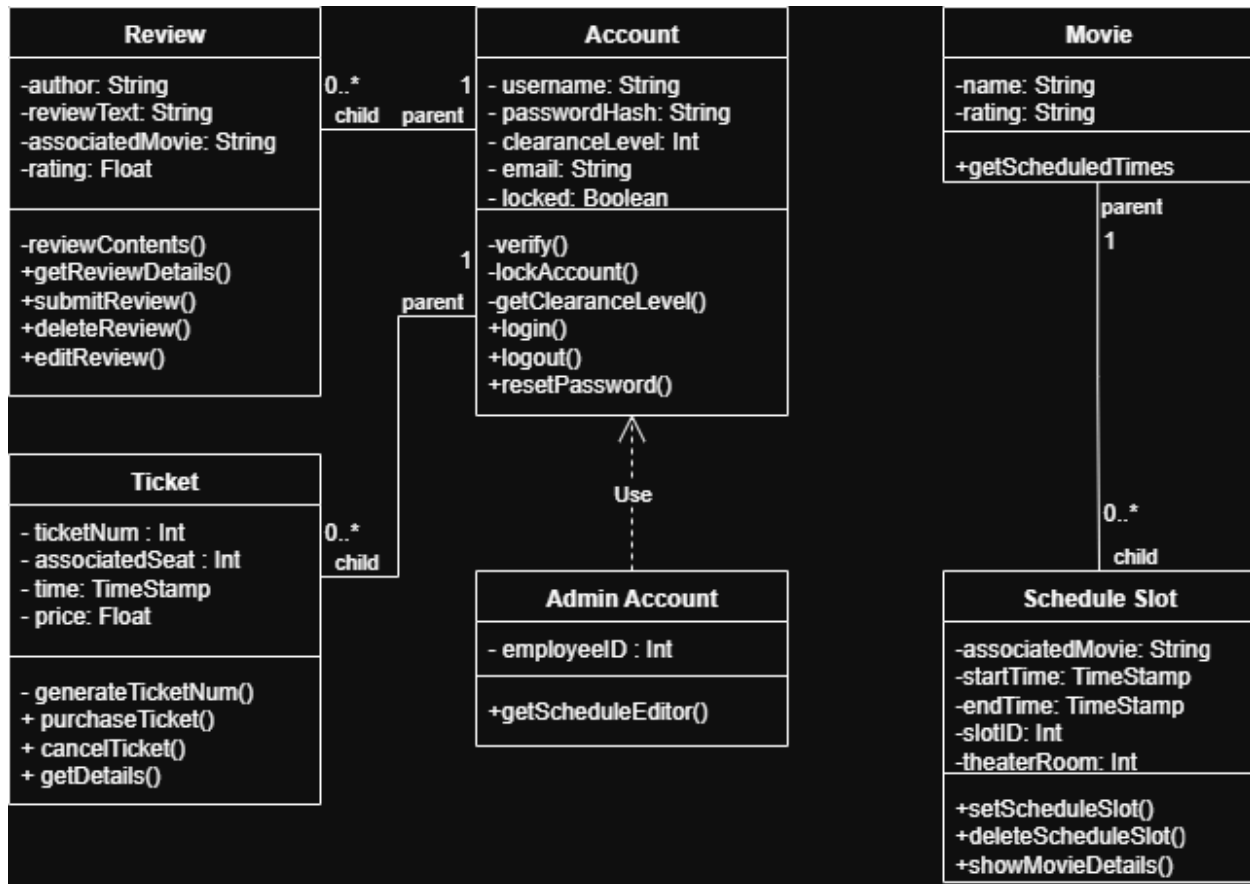 Review
-author: String
-reviewText: String
-associatedMovie: String
-rating: Float
-reviewContents()
+getReviewDetails()
+submitReview()
+deleteReview()
+editReview()
0..*
1
child
parent
Account
- username: String
- passwordHash: String
- clearanceLevel: Int
- email: String
- locked: Boolean
-verify()
-lockAccount()
-getClearanceLevel()
+login()
+logout()
+resetPassword()
1
parent
0..*
child
Ticket
- ticketNum : Int
- associatedSeat : Int
- time: TimeStamp
- price: Float
- generateTicketNum()
+ purchaseTicket()
+ cancelTicket()
+ getDetails()
Use
Admin Account
- employeeID : Int
+getScheduleEditor()
Movie
-name: String
-rating: String
+getScheduledTimes
parent
1
0..*
child
Schedule Slot
-associatedMovie: String
-startTime: TimeStamp
-endTime: TimeStamp
-slotID: Int
-theaterRoom: Int
+setScheduleSlot()
+deleteScheduleSlot()
+showMovieDetails()